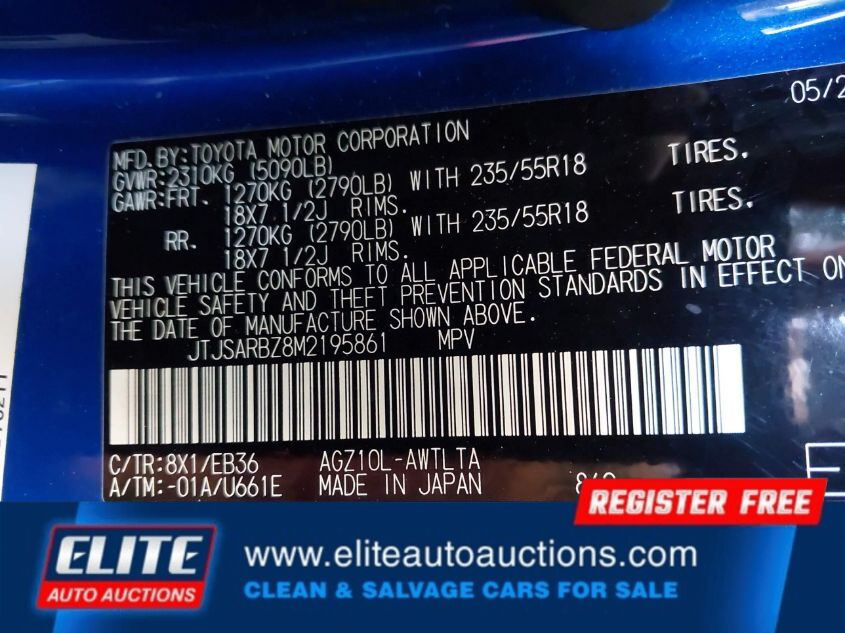 05/2
MFD.BY:TOYOTA MOTOR CORPORATION
GVWR:2310KG (5090LB)
GAWR:FRT. 1270KG (2790LB) WITH 235/55R18 TIRES.
18X7 1/2J RIMS.
RR. 1270KG (2790LB) WITH 235/55R18 TIRES.
18X7 1/2J RIMS.
THIS VEHICLE CONFORMS TO ALL APPLICABLE FEDERAL MOTOR
VEHICLE SAFETY AND THEFT PREVENTION STANDARDS IN EFFECT ON
THE DATE OF MANUFACTURE SHOWN ABOVE.
JTJSARBZ8M2195861 MPV
C/TR:8X1/EB36 AGZ10L-AWTLTA
A/TM:-01A/U661E MADE IN JAPAN
REGISTER FREE
ELITE
AUTO AUCTIONS
www.eliteautoauctions.com
CLEAN & SALVAGE CARS FOR SALE